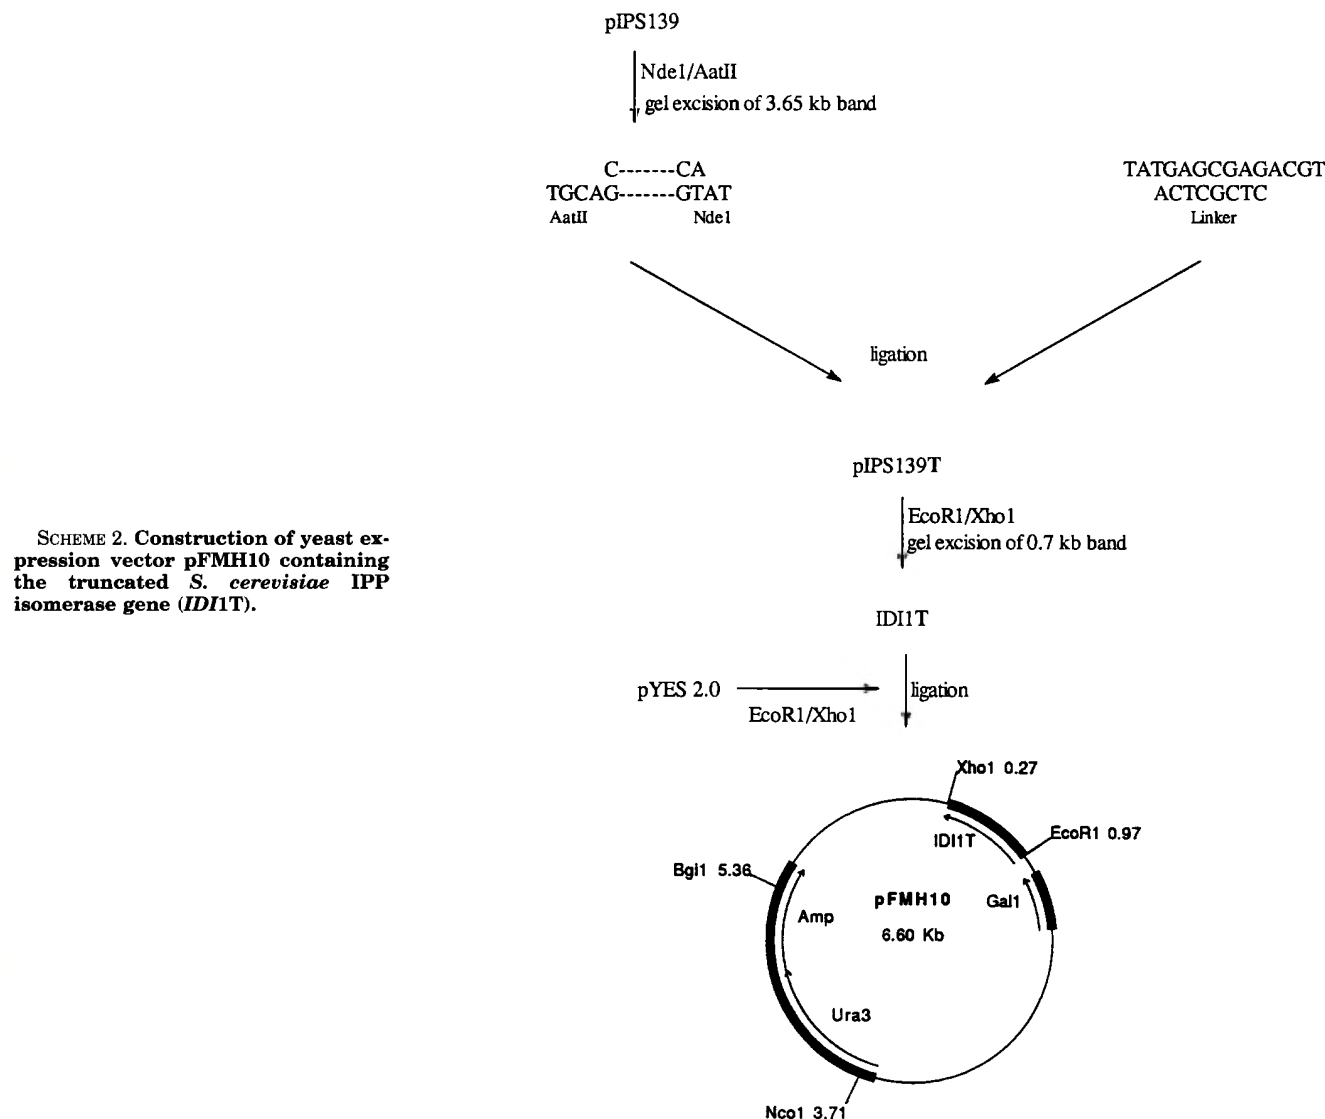 pIPS139
Nde1/AatII
gel excision of 3.65 kb band
C-------CA
TGCAG-------GTAT
AatII Nde1
TATGAGCGAGACGT
ACTCGCTC
Linker
ligation
pIPS139T
EcoR1/Xho1
gel excision of 0.7 kb band
SCHEME 2. Construction of yeast ex-
pression vector pFMH10 containing
the truncated S. cerevisiae IPP
isomerase gene (IDI1T).
IDI1T
pYES 2.0
EcoR1/Xho1
ligation
Xho1 0.27
IDI1T
EcoR1 0.97
Bgi1 5.36
Amp
pFMH10
6.60 Kb
Gal1
Ura3
Nco1 3.71